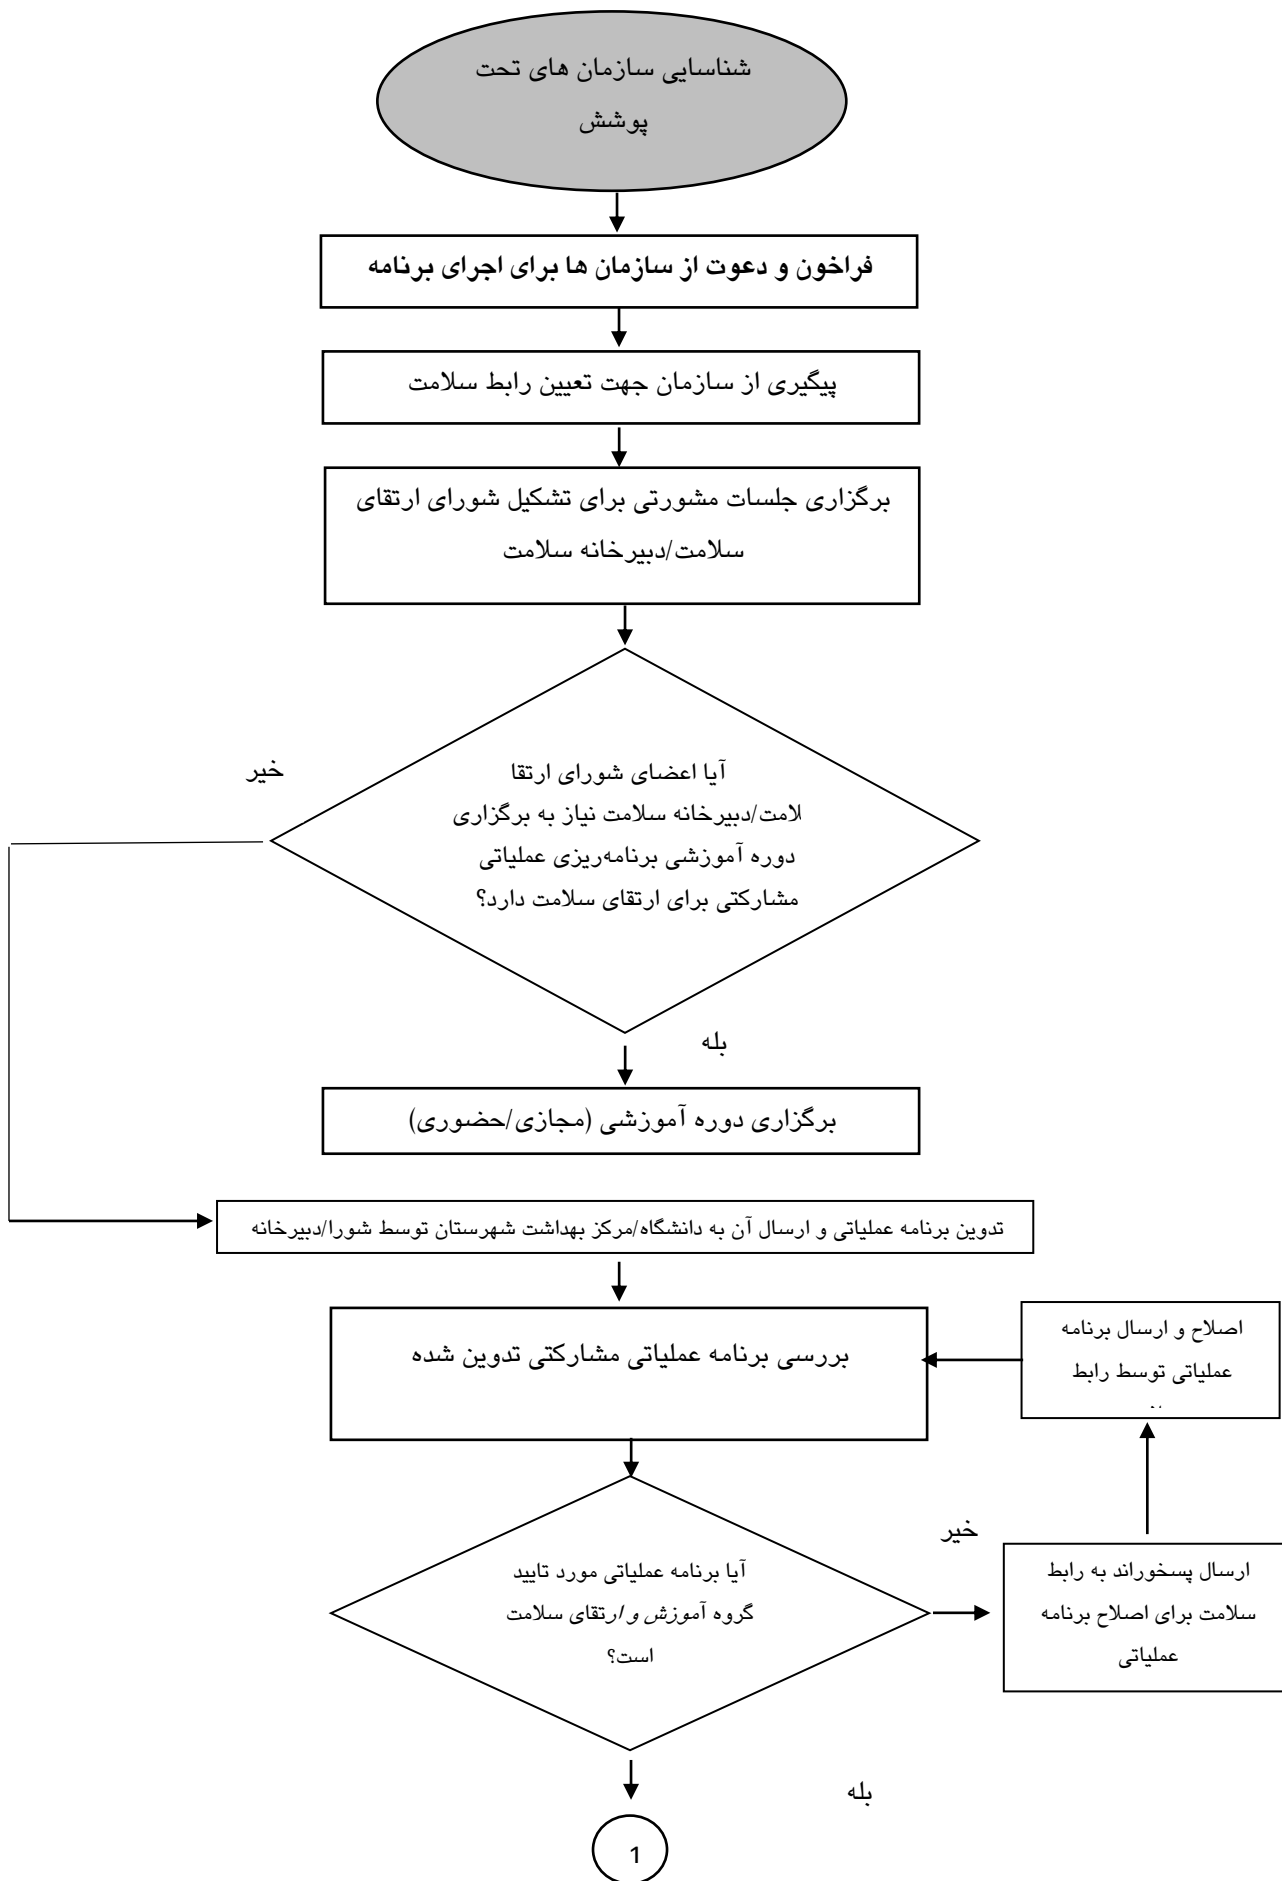 شناسایی سازمان های تحت
پوشش
فراخون و دعوت از سازمان ها برای اجرای برنامه
پیگیری از سازمان جهت تعیین رابط سلامت
برگزاری جلسات مشورتی برای تشکیل شورای ارتقای
سلامت/دبیرخانه سلامت
خیر
آیا اعضای شورای ارتقا
لامت/دبیرخانه سلامت نیاز به برگزاری
دوره آموزشی برنامه‌ریزی عملیاتی
مشارکتی برای ارتقای سلامت دارد؟
بله
برگزاری دوره آموزشی (مجازی/حضوری)
تدوین برنامه عملیاتی و ارسال آن به دانشگاه/مرکز بهداشت شهرستان توسط شورا/دبیرخانه
بررسی برنامه عملیاتی مشارکتی تدوین شده
اصلاح و ارسال برنامه
عملیاتی توسط رابط
آیا برنامه عملیاتی مورد تایید
گروه آموزش و ارتقای سلامت
است؟
خیر
ارسال پسخوراند به رابط
سلامت برای اصلاح برنامه
عملیاتی
بله
1